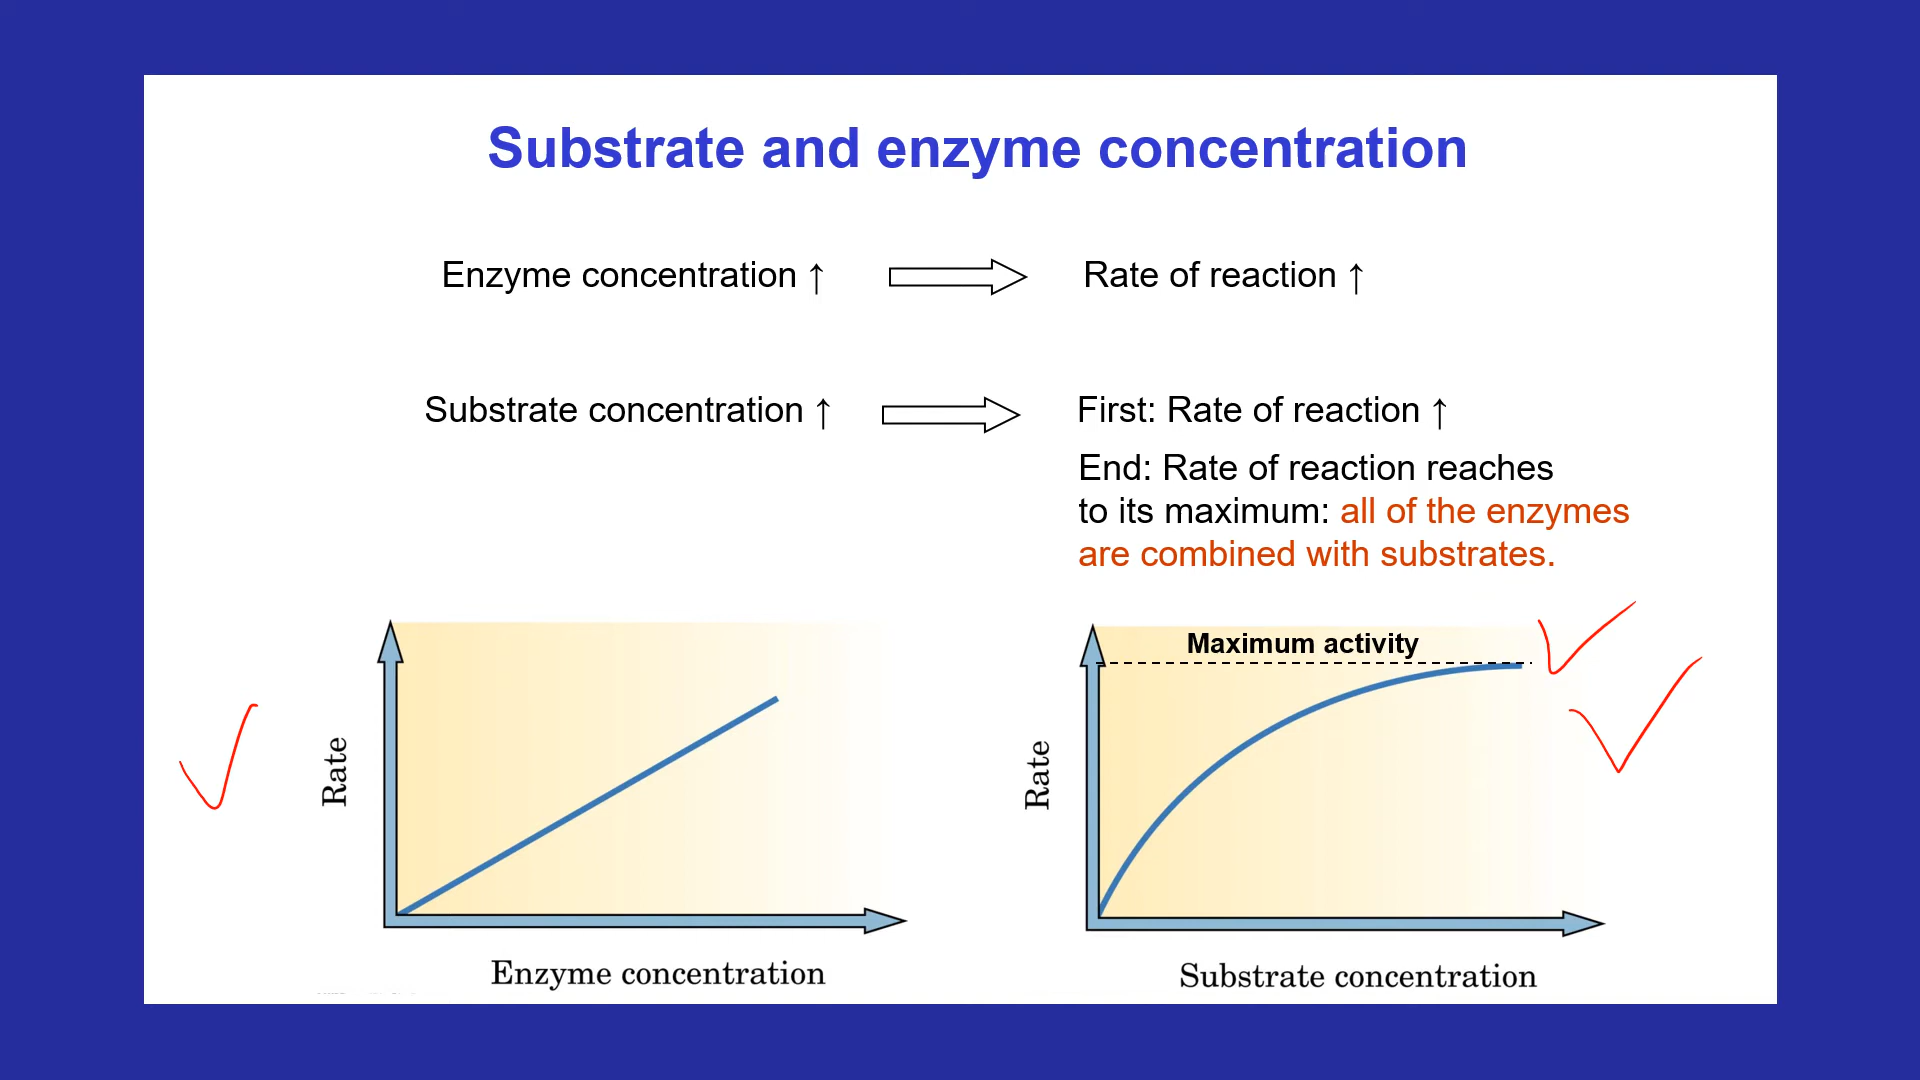 Substrate and enzyme concentration
Enzyme concentration ↑
Rate of reaction ↑
Substrate concentration ↑
First: Rate of reaction ↑
End: Rate of reaction reaches
to its maximum: all of the enzymes
are combined with substrates.
Rate
Enzyme concentration
Maximum activity
Rate
Substrate concentration